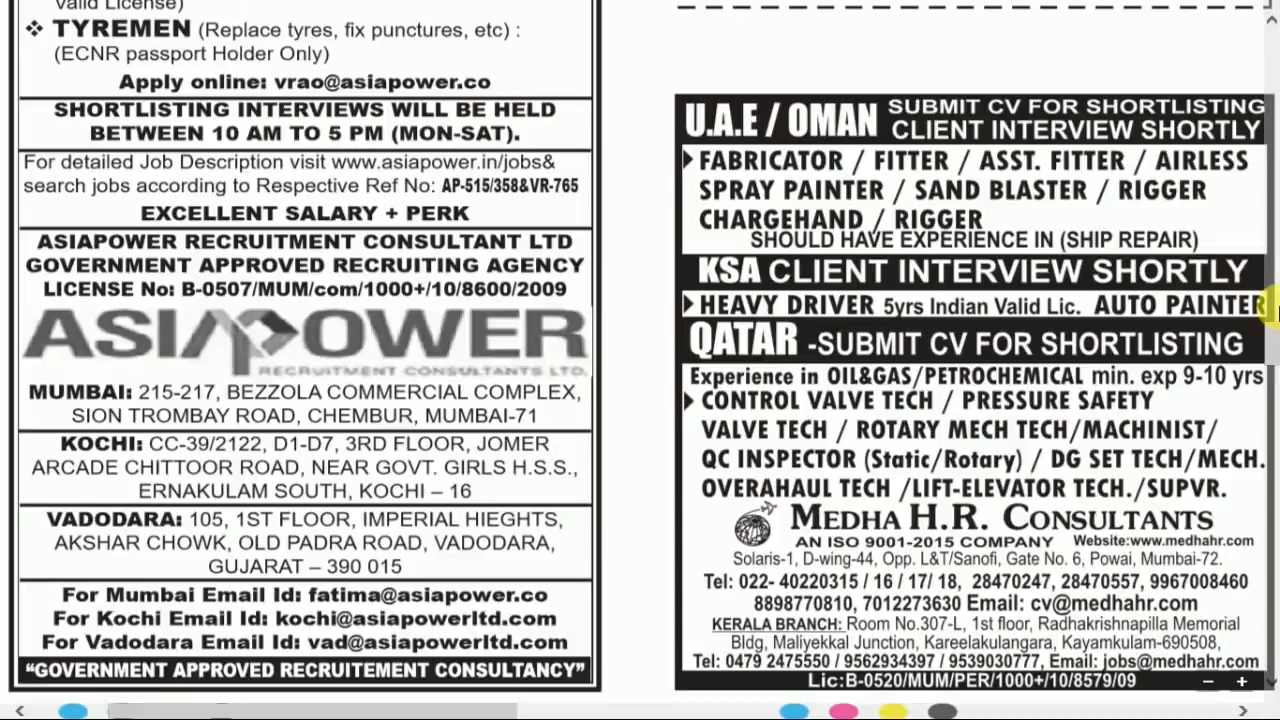 valid License)
❖ TYREMEN (Replace tyres, fix punctures, etc) :
(ECNR passport Holder Only)
Apply online: vrao@asiapower.co
SHORTLISTING INTERVIEWS WILL BE HELD
BETWEEN 10 AM TO 5 PM (MON-SAT).
For detailed Job Description visit www.asiapower.in/jobs&
search jobs according to Respective Ref No: AP-515/358&VR-765
EXCELLENT SALARY + PERK
ASIAPOWER RECRUITMENT CONSULTANT LTD
GOVERNMENT APPROVED RECRUITING AGENCY
LICENSE No: B-0507/MUM/com/1000+/10/8600/2009
ASIAPOWER
RECRUITMENT CONSULTANTS LTD.
MUMBAI: 215-217, BEZZOLA COMMERCIAL COMPLEX,
SION TROMBAY ROAD, CHEMBUR, MUMBAI-71
KOCHI: CC-39/2122, D1-D7, 3RD FLOOR, JOMER
ARCADE CHITTOOR ROAD, NEAR GOVT. GIRLS H.S.S.,
ERNAKULAM SOUTH, KOCHI – 16
VADODARA: 105, 1ST FLOOR, IMPERIAL HIEGHTS,
AKSHAR CHOWK, OLD PADRA ROAD, VADODARA,
GUJARAT – 390 015
For Mumbai Email Id: fatima@asiapower.co
For Kochi Email Id: kochi@asiapowerltd.com
For Vadodara Email Id: vad@asiapowerltd.com
“GOVERNMENT APPROVED RECRUITEMENT CONSULTANCY”
U.A.E / OMAN SUBMIT CV FOR SHORTLISTING
CLIENT INTERVIEW SHORTLY
FABRICATOR / FITTER / ASST. FITTER / AIRLESS
SPRAY PAINTER / SAND BLASTER / RIGGER
CHARGEHAND / RIGGER
SHOULD HAVE EXPERIENCE IN (SHIP REPAIR)
KSA CLIENT INTERVIEW SHORTLY
HEAVY DRIVER 5yrs Indian Valid Lic. AUTO PAINTER
QATAR -SUBMIT CV FOR SHORTLISTING
Experience in OIL&GAS/PETROCHEMICAL min. exp 9-10 yrs
CONTROL VALVE TECH / PRESSURE SAFETY
VALVE TECH / ROTARY MECH TECH/MACHINIST/
QC INSPECTOR (Static/Rotary) / DG SET TECH/MECH.
OVERAHAUL TECH /LIFT-ELEVATOR TECH./SUPVR.
MEDHA H.R. CONSULTANTS
AN ISO 9001-2015 COMPANY Website:www.medhahr.com
Solaris-1, D-wing-44, Opp. L&T/Sanofi, Gate No. 6, Powai, Mumbai-72.
Tel: 022- 40220315 / 16 / 17/ 18, 28470247, 28470557, 9967008460
8898770810, 7012273630 Email: cv@medhahr.com
KERALA BRANCH: Room No.307-L, 1st floor, Radhakrishnapilla Memorial
Bldg, Maliyekkal Junction, Kareelakulangara, Kayamkulam-690508,
Tel: 0479 2475550 / 9562934397 / 9539030777, Email: jobs@medhahr.com
Lic:B-0520/MUM/PER/1000+/10/8579/09